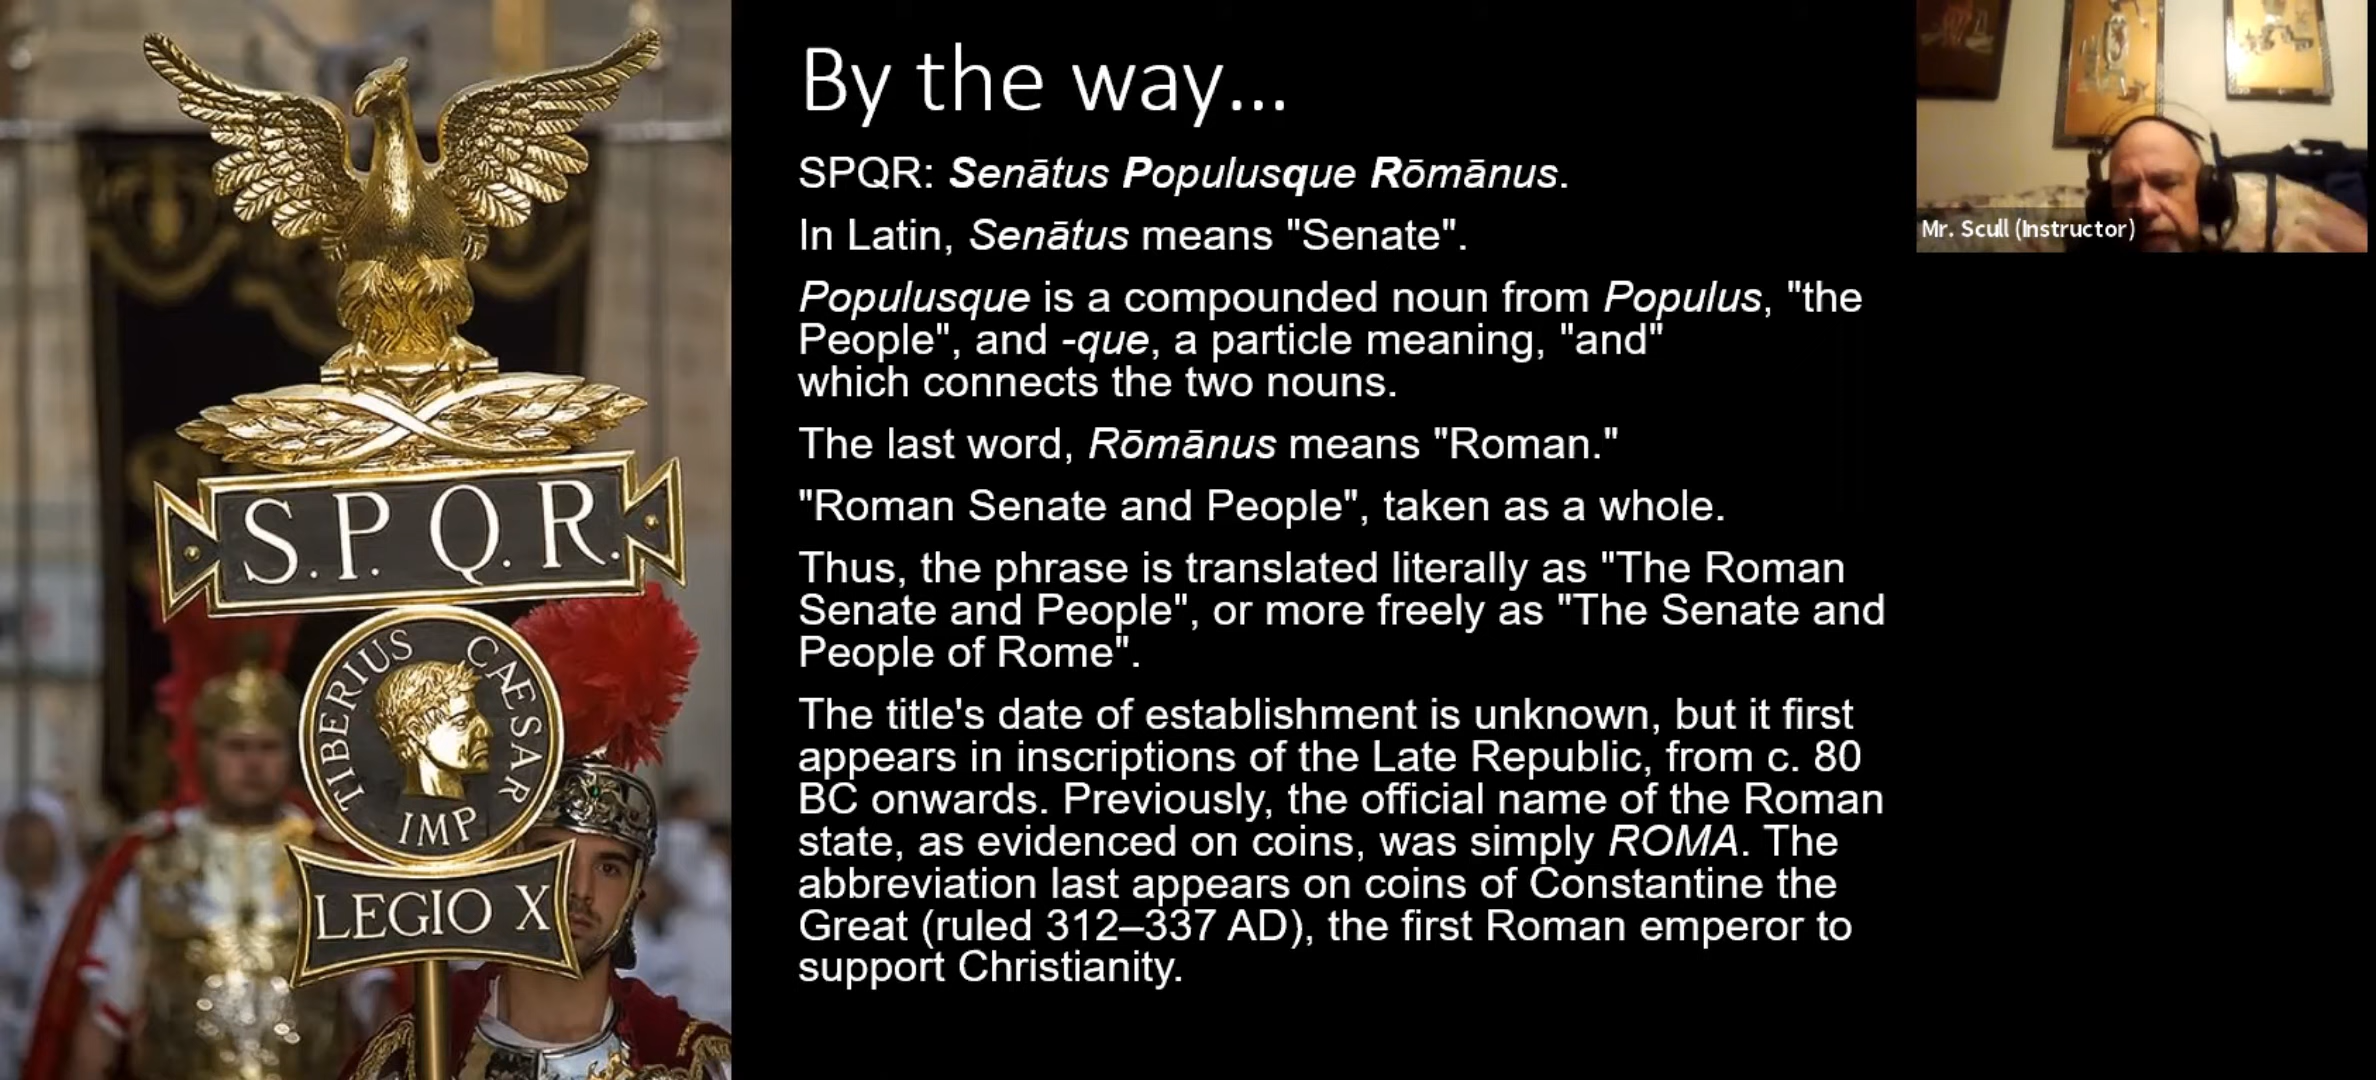 S.P.Q.R.
TIBERIUS CAESAR
IMP
LEGIO X
By the way...
SPQR: Senātus Populusque Rōmānus.
In Latin, Senātus means "Senate".
Populusque is a compounded noun from Populus, "the
People", and -que, a particle meaning, "and"
which connects the two nouns.
The last word, Rōmānus means "Roman."
"Roman Senate and People", taken as a whole.
Thus, the phrase is translated literally as "The Roman
Senate and People", or more freely as "The Senate and
People of Rome".
The title's date of establishment is unknown, but it first
appears in inscriptions of the Late Republic, from c. 80
BC onwards. Previously, the official name of the Roman
state, as evidenced on coins, was simply ROMA. The
abbreviation last appears on coins of Constantine the
Great (ruled 312–337 AD), the first Roman emperor to
support Christianity.
Mr. Scull (Instructor)